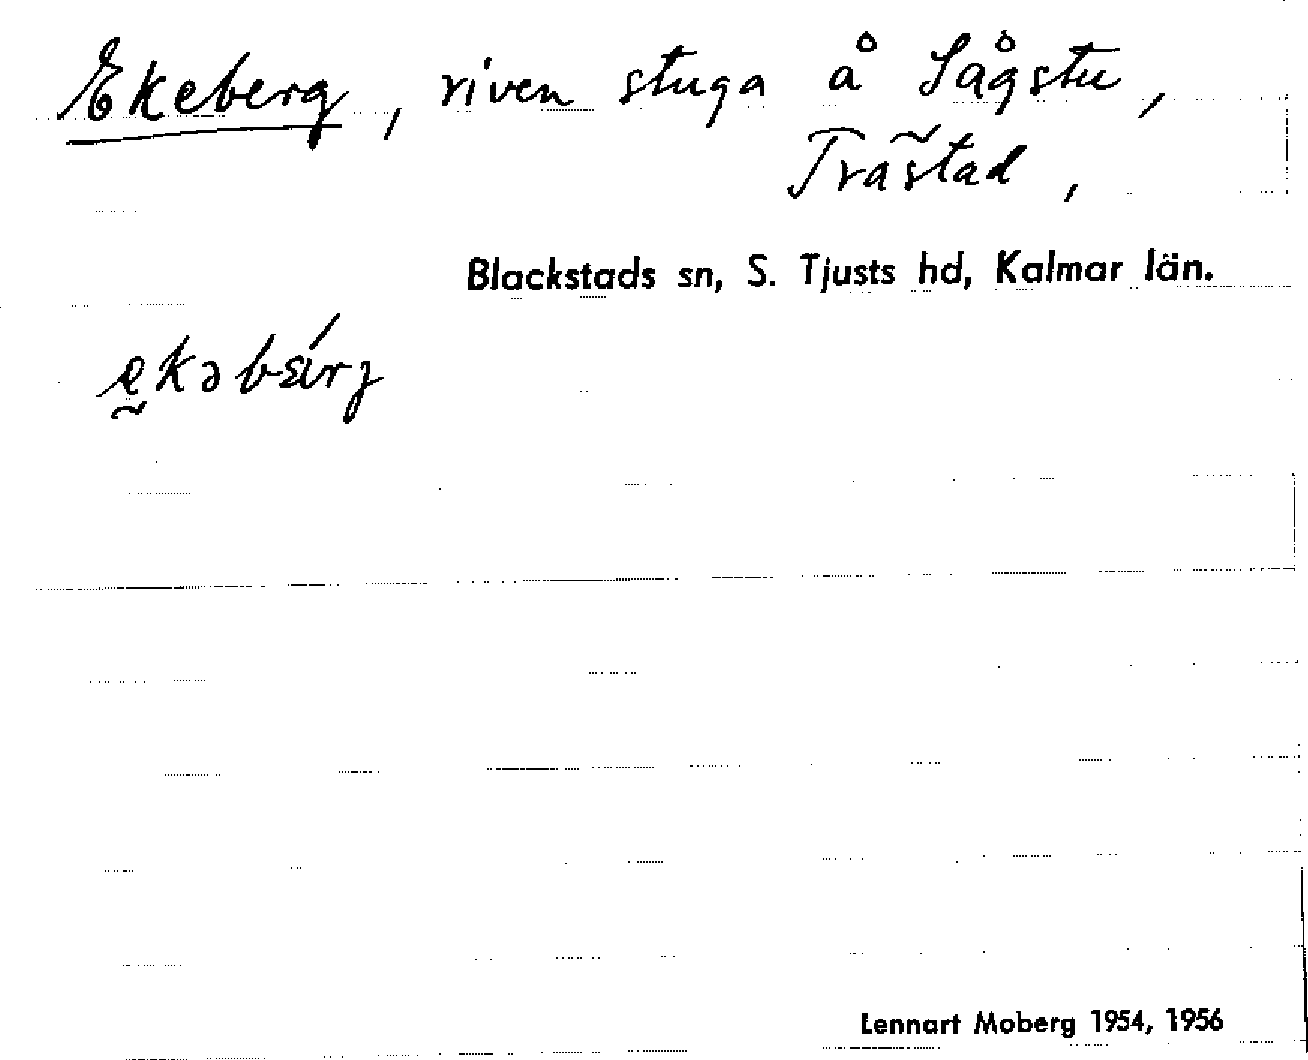 Ekeberg, riven stuga å Sågstu,
Trästad,
Blackstads sn, S. Tjusts hd, Kalmar län.
Lennart Moberg 1954, 1956